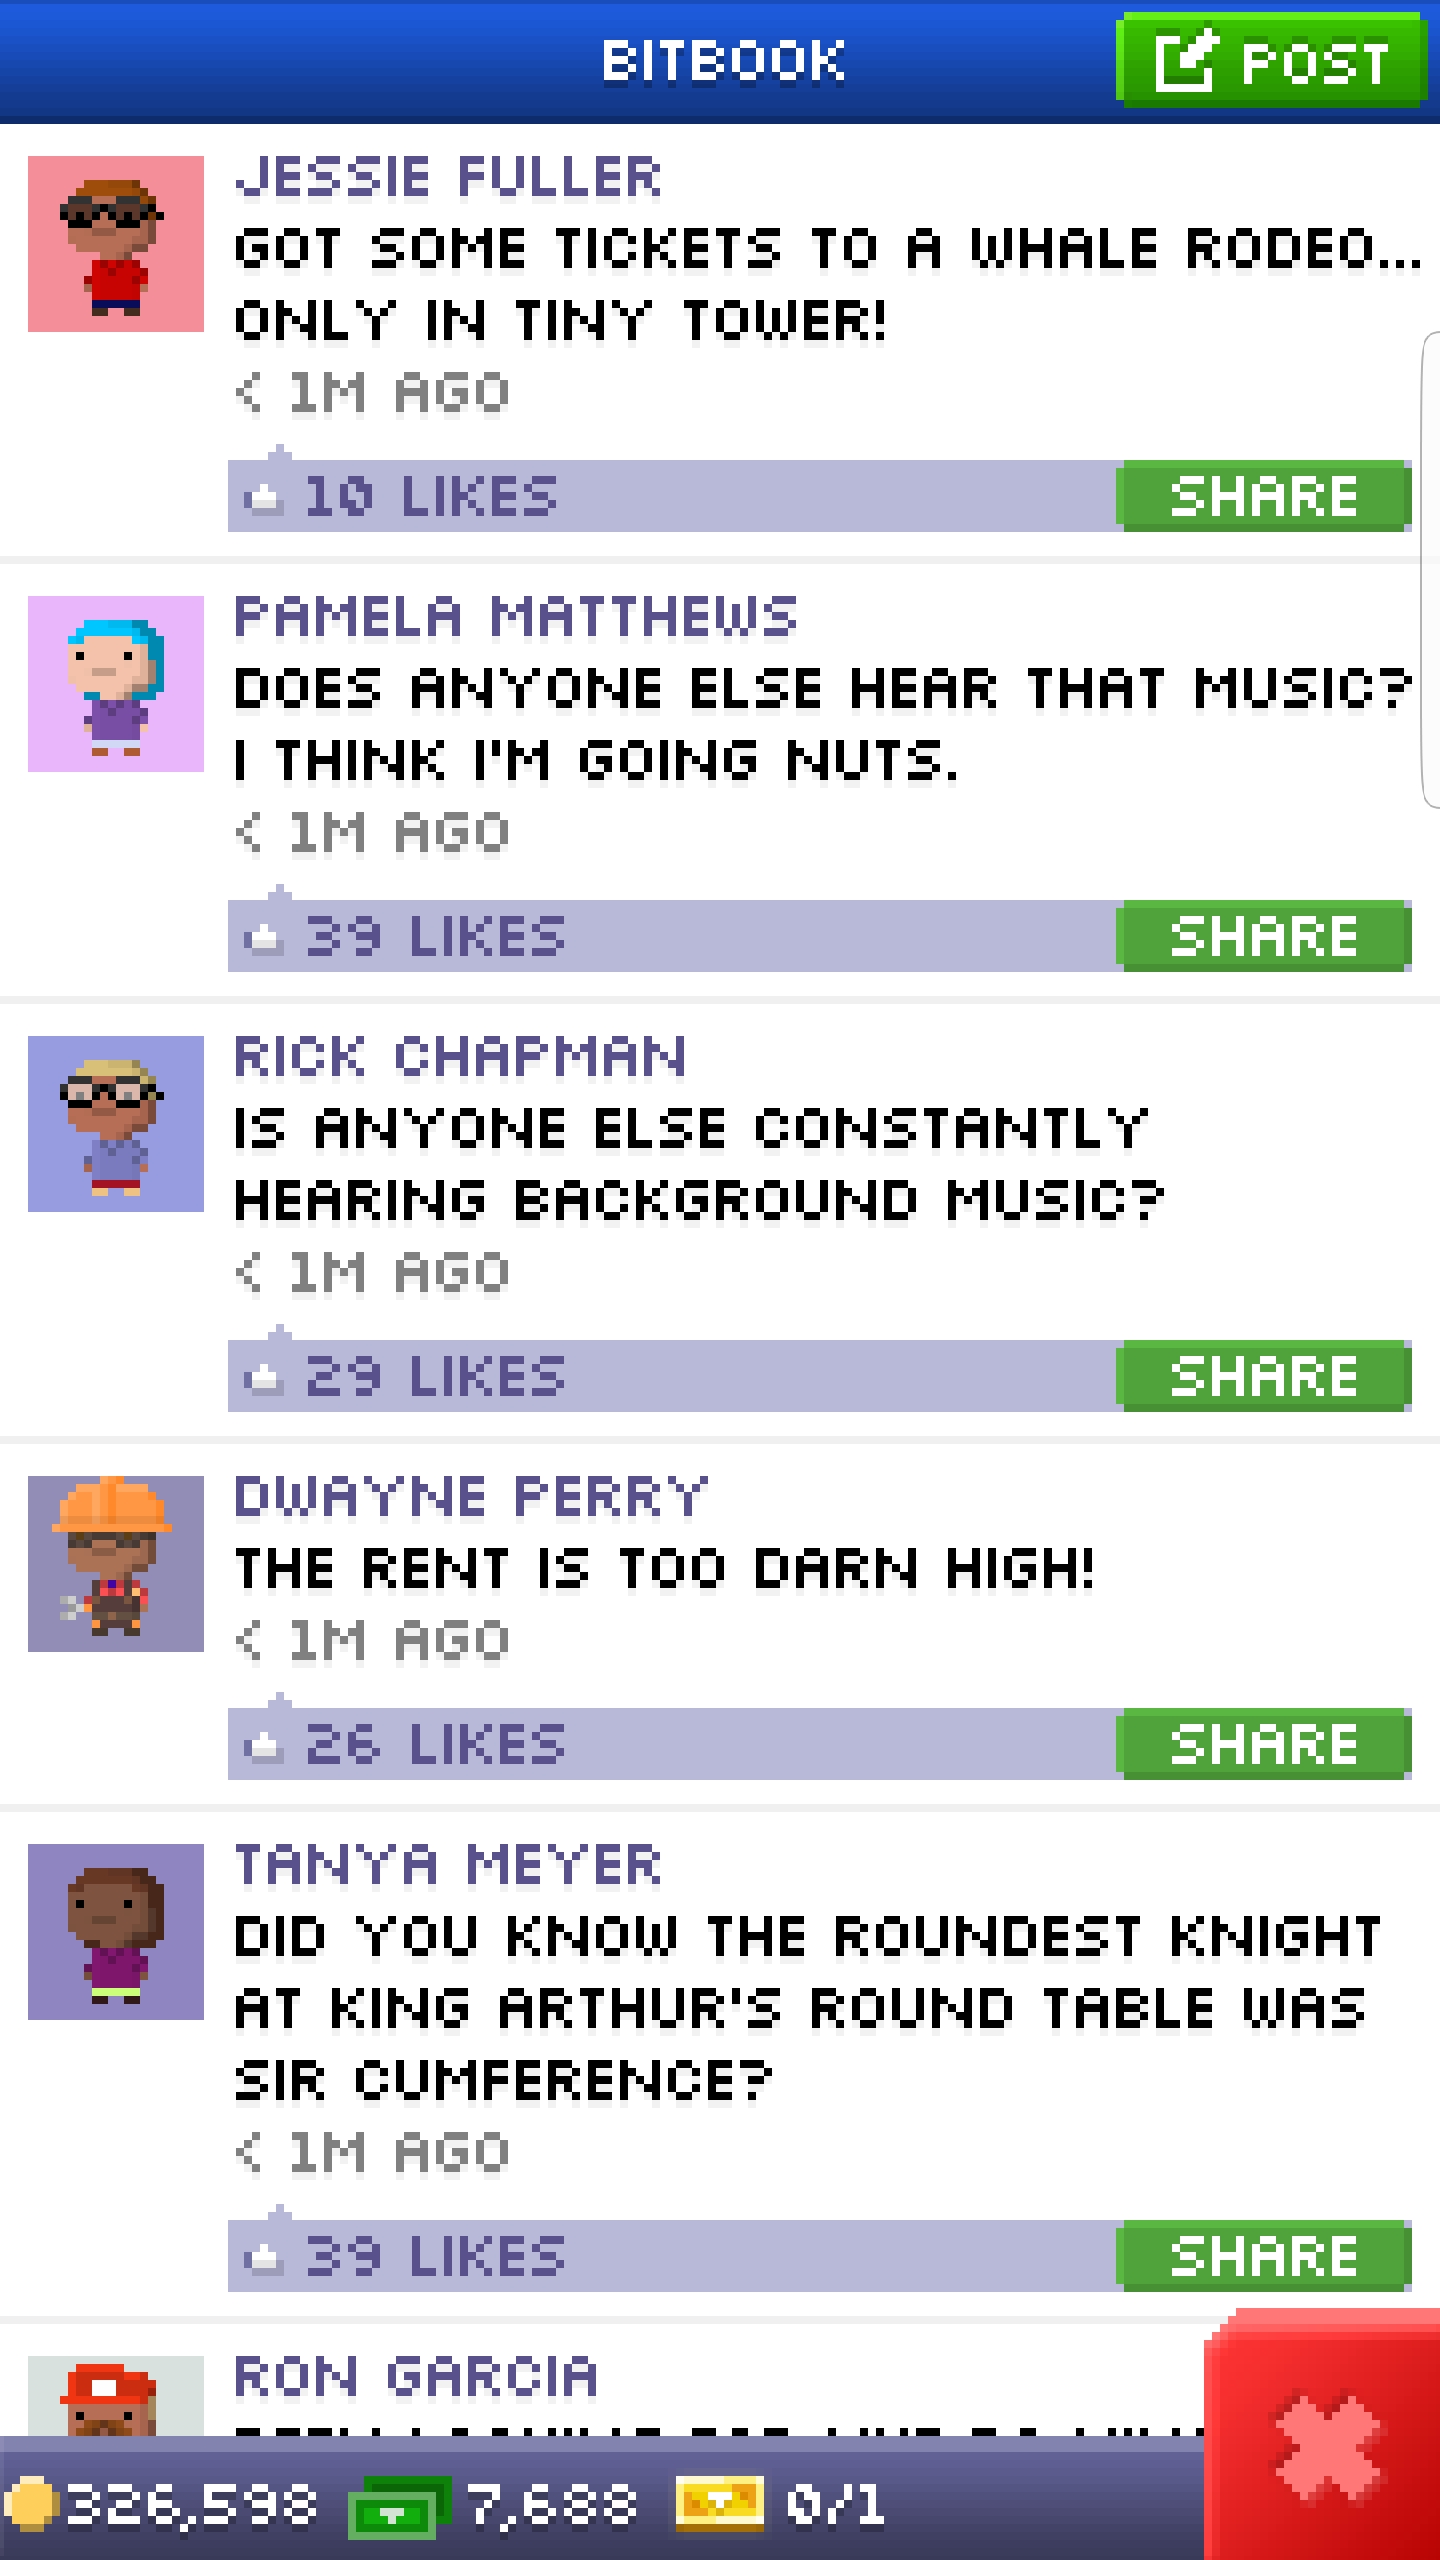 BITBOOK
POST
JESSIE FULLER
GOT SOME TICKETS TO A WHALE RODEO...
ONLY IN TINY TOWER!
< 1M AGO
10 LIKES
SHARE
PAMELA MATTHEWS
DOES ANYONE ELSE HEAR THAT MUSIC?
I THINK I'M GOING NUTS.
< 1M AGO
39 LIKES
SHARE
RICK CHAPMAN
IS ANYONE ELSE CONSTANTLY
HEARING BACKGROUND MUSIC?
< 1M AGO
29 LIKES
SHARE
DWAYNE PERRY
THE RENT IS TOO DARN HIGH!
< 1M AGO
26 LIKES
SHARE
TANYA MEYER
DID YOU KNOW THE ROUNDEST KNIGHT
AT KING ARTHUR'S ROUND TABLE WAS
SIR CUMFERENCE?
< 1M AGO
39 LIKES
SHARE
RON GARCIA
326,598
7,688
0/1